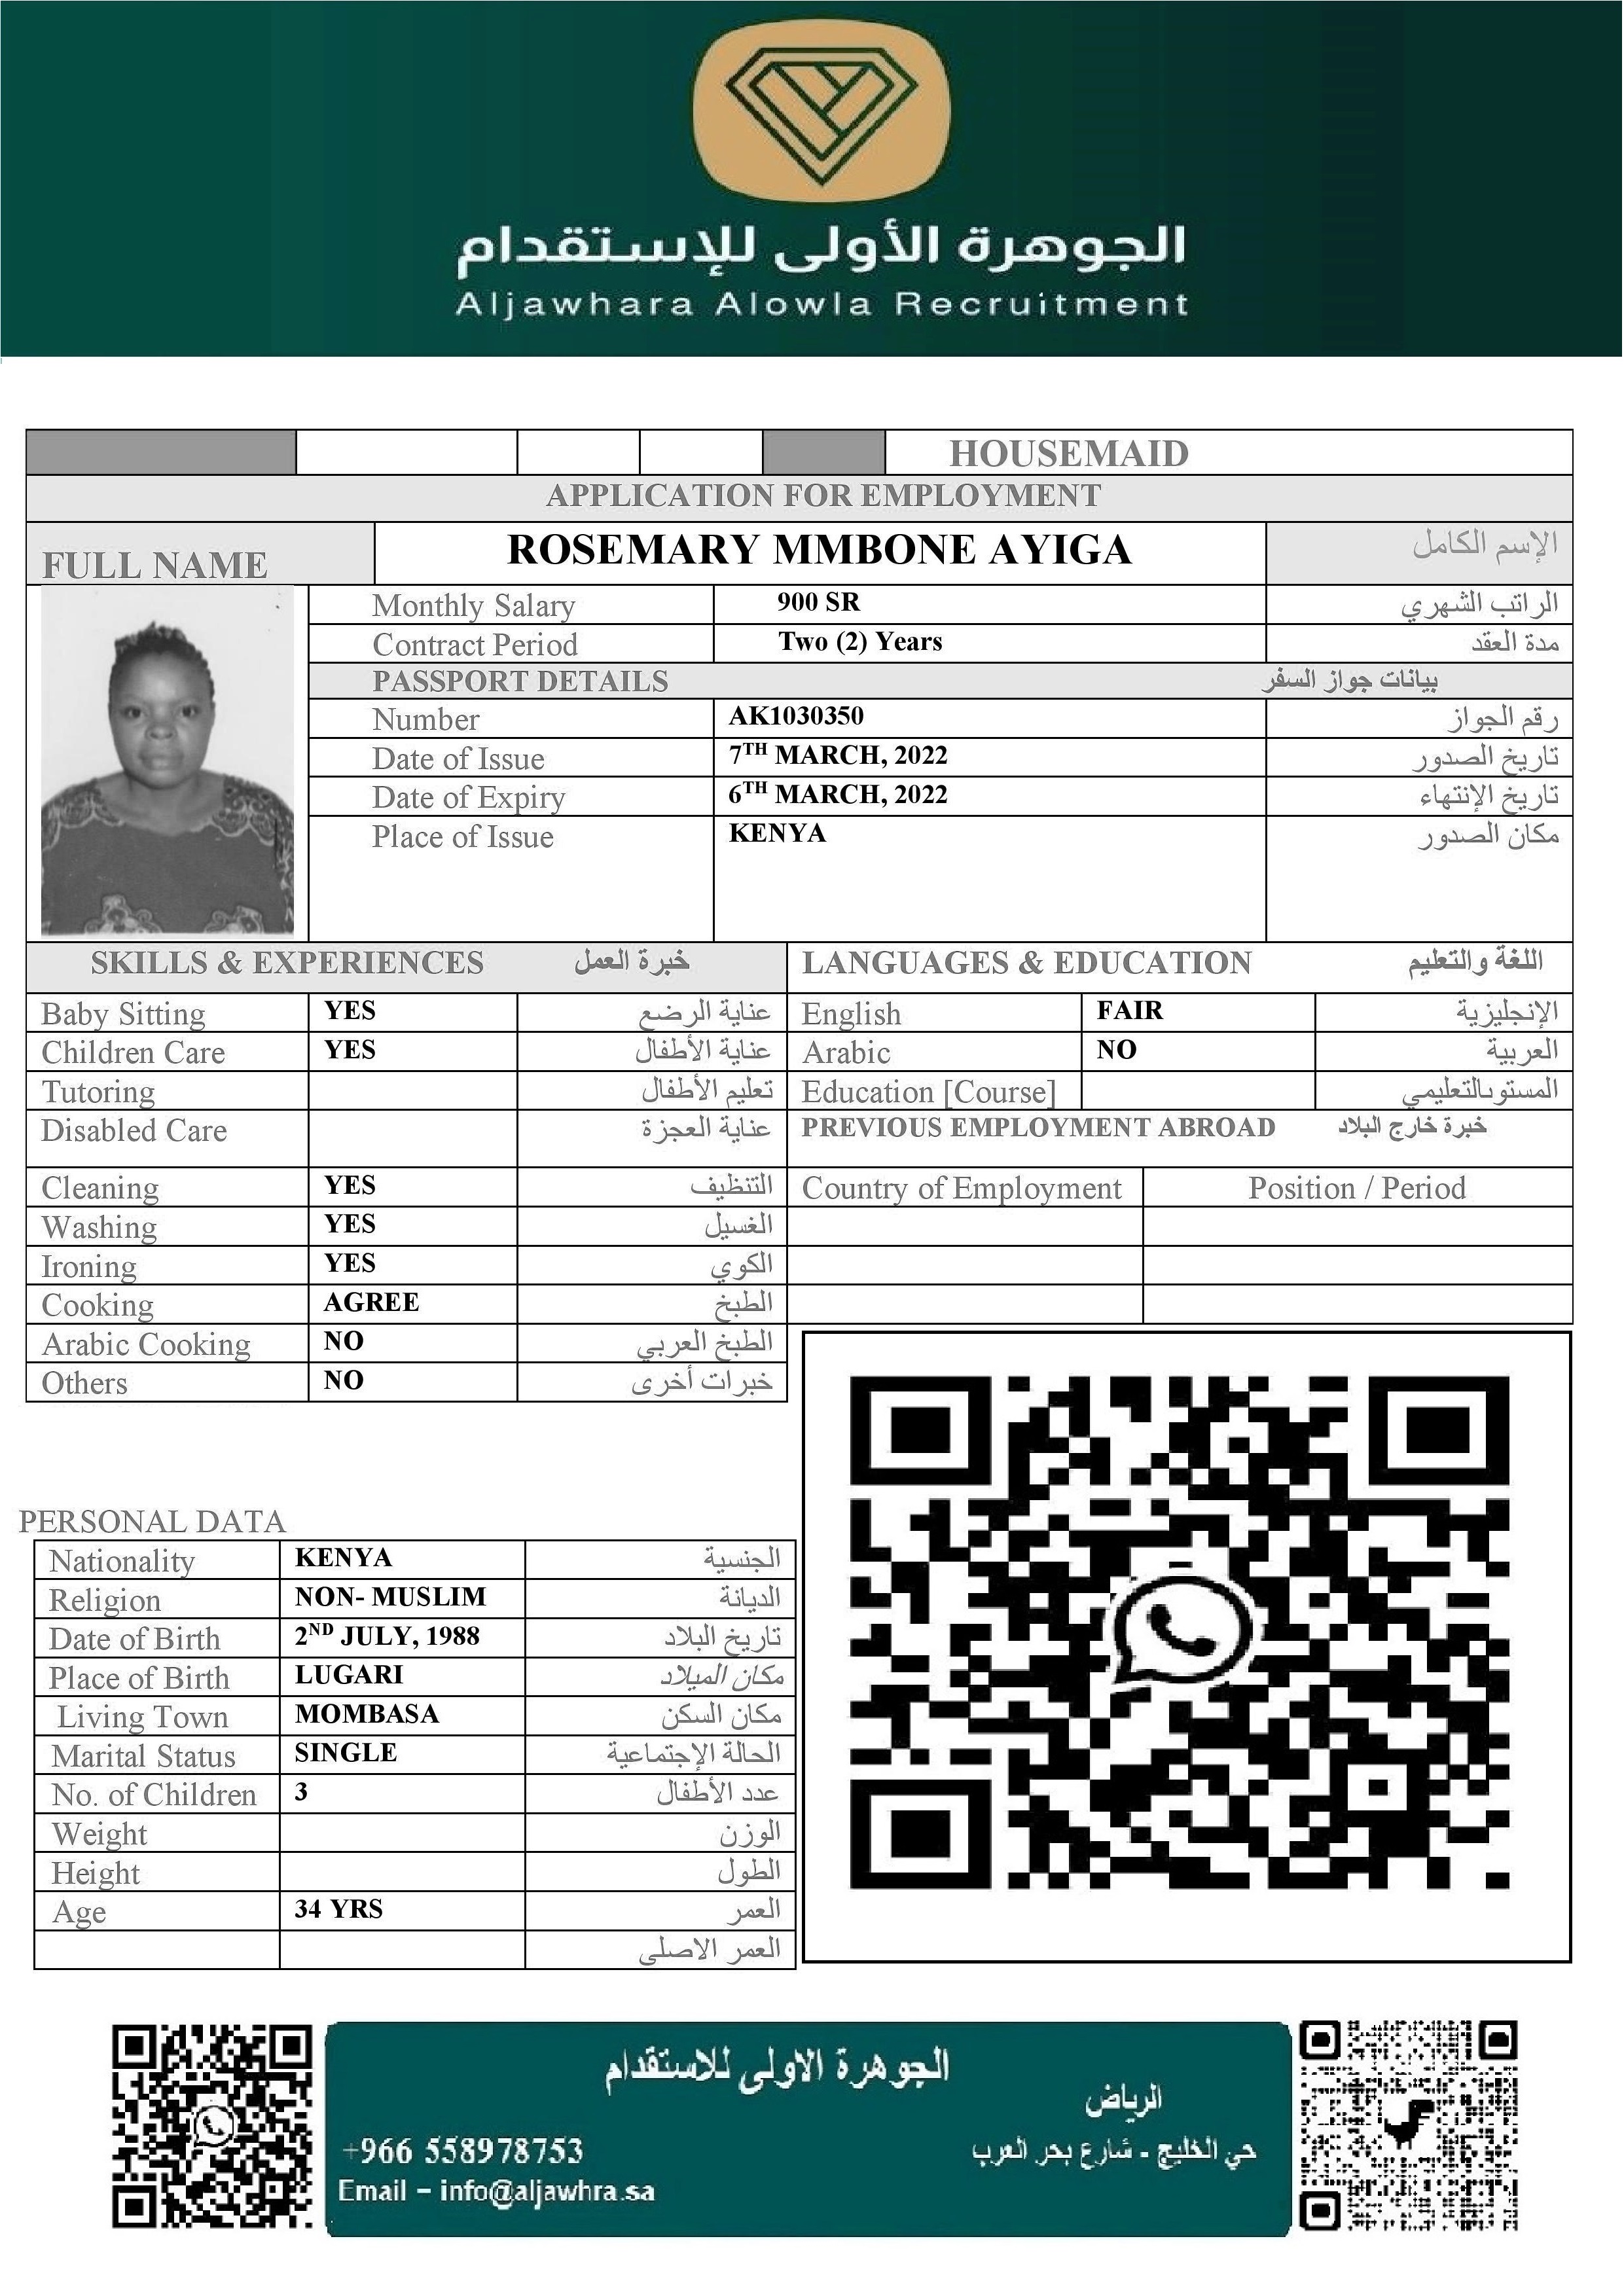 الجوهرة الأولى للإستقدام
Aljawhara Alowla Recruitment
HOUSEMAID
APPLICATION FOR EMPLOYMENT
FULL NAME ROSEMARY MMBONE AYIGA الإسم الكامل
Monthly Salary 900 SR الراتب الشهري
Contract Period Two (2) Years مدة العقد
PASSPORT DETAILS بيانات جواز السفر
Number AK1030350 رقم الجواز
Date of Issue 7TH MARCH, 2022 تاريخ الصدور
Date of Expiry 6TH MARCH, 2022 تاريخ الإنتهاء
Place of Issue KENYA مكان الصدور
SKILLS & EXPERIENCES خبرة العمل
Baby Sitting YES عناية الرضع
Children Care YES عناية الأطفال
Tutoring تعليم الأطفال
Disabled Care عناية العجزة
Cleaning YES التنظيف
Washing YES الغسيل
Ironing YES الكوي
Cooking AGREE الطبخ
Arabic Cooking NO الطبخ العربي
Others NO خبرات أخرى
LANGUAGES & EDUCATION اللغة والتعليم
English FAIR الإنجليزية
Arabic NO العربية
Education [Course] المستوىالتعليمي
PREVIOUS EMPLOYMENT ABROAD خبرة خارج البلاد
Country of Employment Position / Period
PERSONAL DATA
Nationality KENYA الجنسية
Religion NON- MUSLIM الديانة
Date of Birth 2ND JULY, 1988 تاريخ البلاد
Place of Birth LUGARI مكان الميلاد
Living Town MOMBASA مكان السكن
Marital Status SINGLE الحالة الإجتماعية
No. of Children 3 عدد الأطفال
Weight الوزن
Height الطول
Age 34 YRS العمر
العمر الاصلى
الجوهرة الاولى للاستقدام
الرياض
+966 558978753
حي الخليج - شارع بحر العرب
Email – info@aljawhra.sa